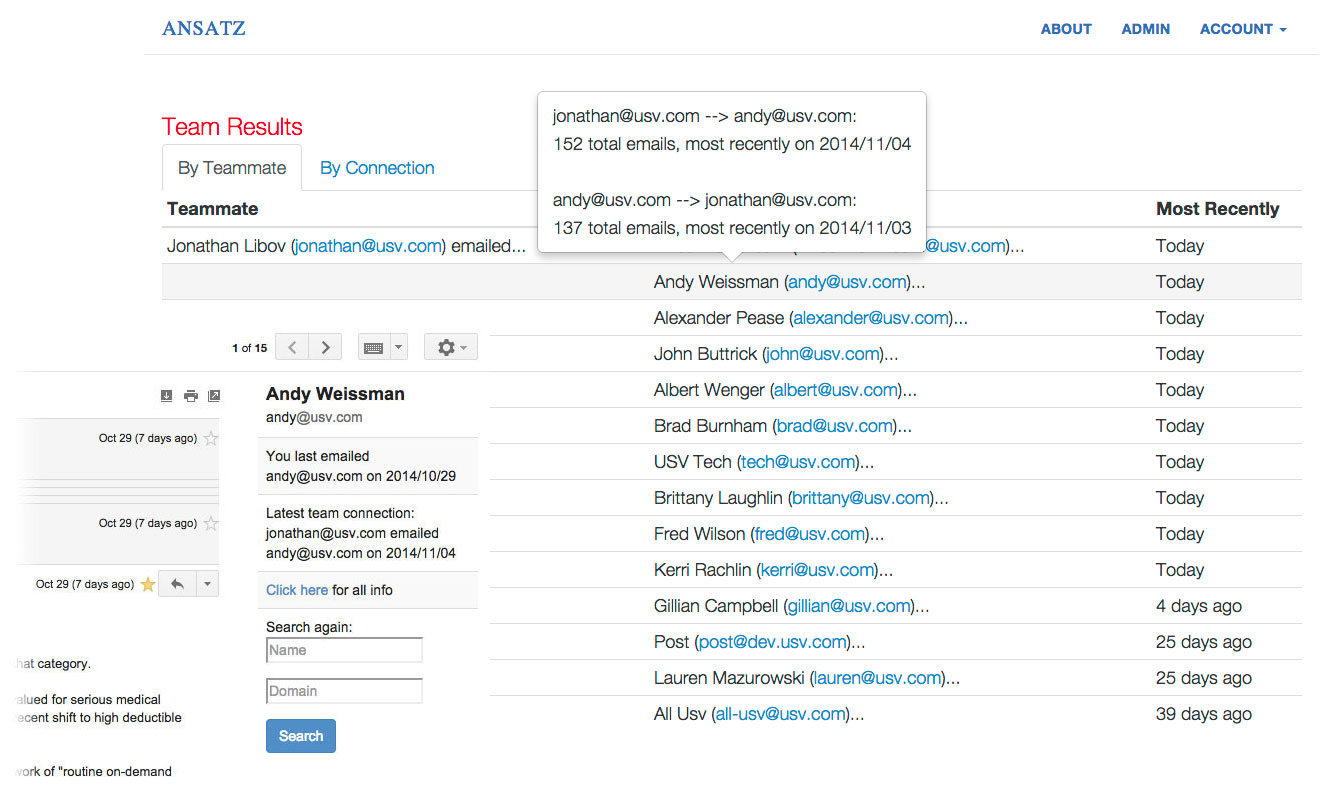 ANSATZ
ABOUT ADMIN ACCOUNT
Team Results
By Teammate By Connection
jonathan@usv.com --> andy@usv.com:
152 total emails, most recently on 2014/11/04
andy@usv.com --> jonathan@usv.com:
137 total emails, most recently on 2014/11/03
Teammate Most Recently
Jonathan Libov (jonathan@usv.com) emailed... @usv.com)... Today
Andy Weissman (andy@usv.com)... Today
Alexander Pease (alexander@usv.com)... Today
John Buttrick (john@usv.com)... Today
Albert Wenger (albert@usv.com)... Today
Brad Burnham (brad@usv.com)... Today
USV Tech (tech@usv.com)... Today
Brittany Laughlin (brittany@usv.com)... Today
Fred Wilson (fred@usv.com)... Today
Kerri Rachlin (kerri@usv.com)... Today
Gillian Campbell (gillian@usv.com)... 4 days ago
Post (post@dev.usv.com)... 25 days ago
Lauren Mazurowski (lauren@usv.com)... 25 days ago
All Usv (all-usv@usv.com)... 39 days ago
1 of 15
Oct 29 (7 days ago)
Oct 29 (7 days ago)
Oct 29 (7 days ago)
hat category.
alued for serious medical
ecent shift to high deductible
work of "routine on-demand
Andy Weissman
andy@usv.com
You last emailed
andy@usv.com on 2014/10/29
Latest team connection:
jonathan@usv.com emailed
andy@usv.com on 2014/11/04
Click here for all info
Search again:
Name
Domain
Search